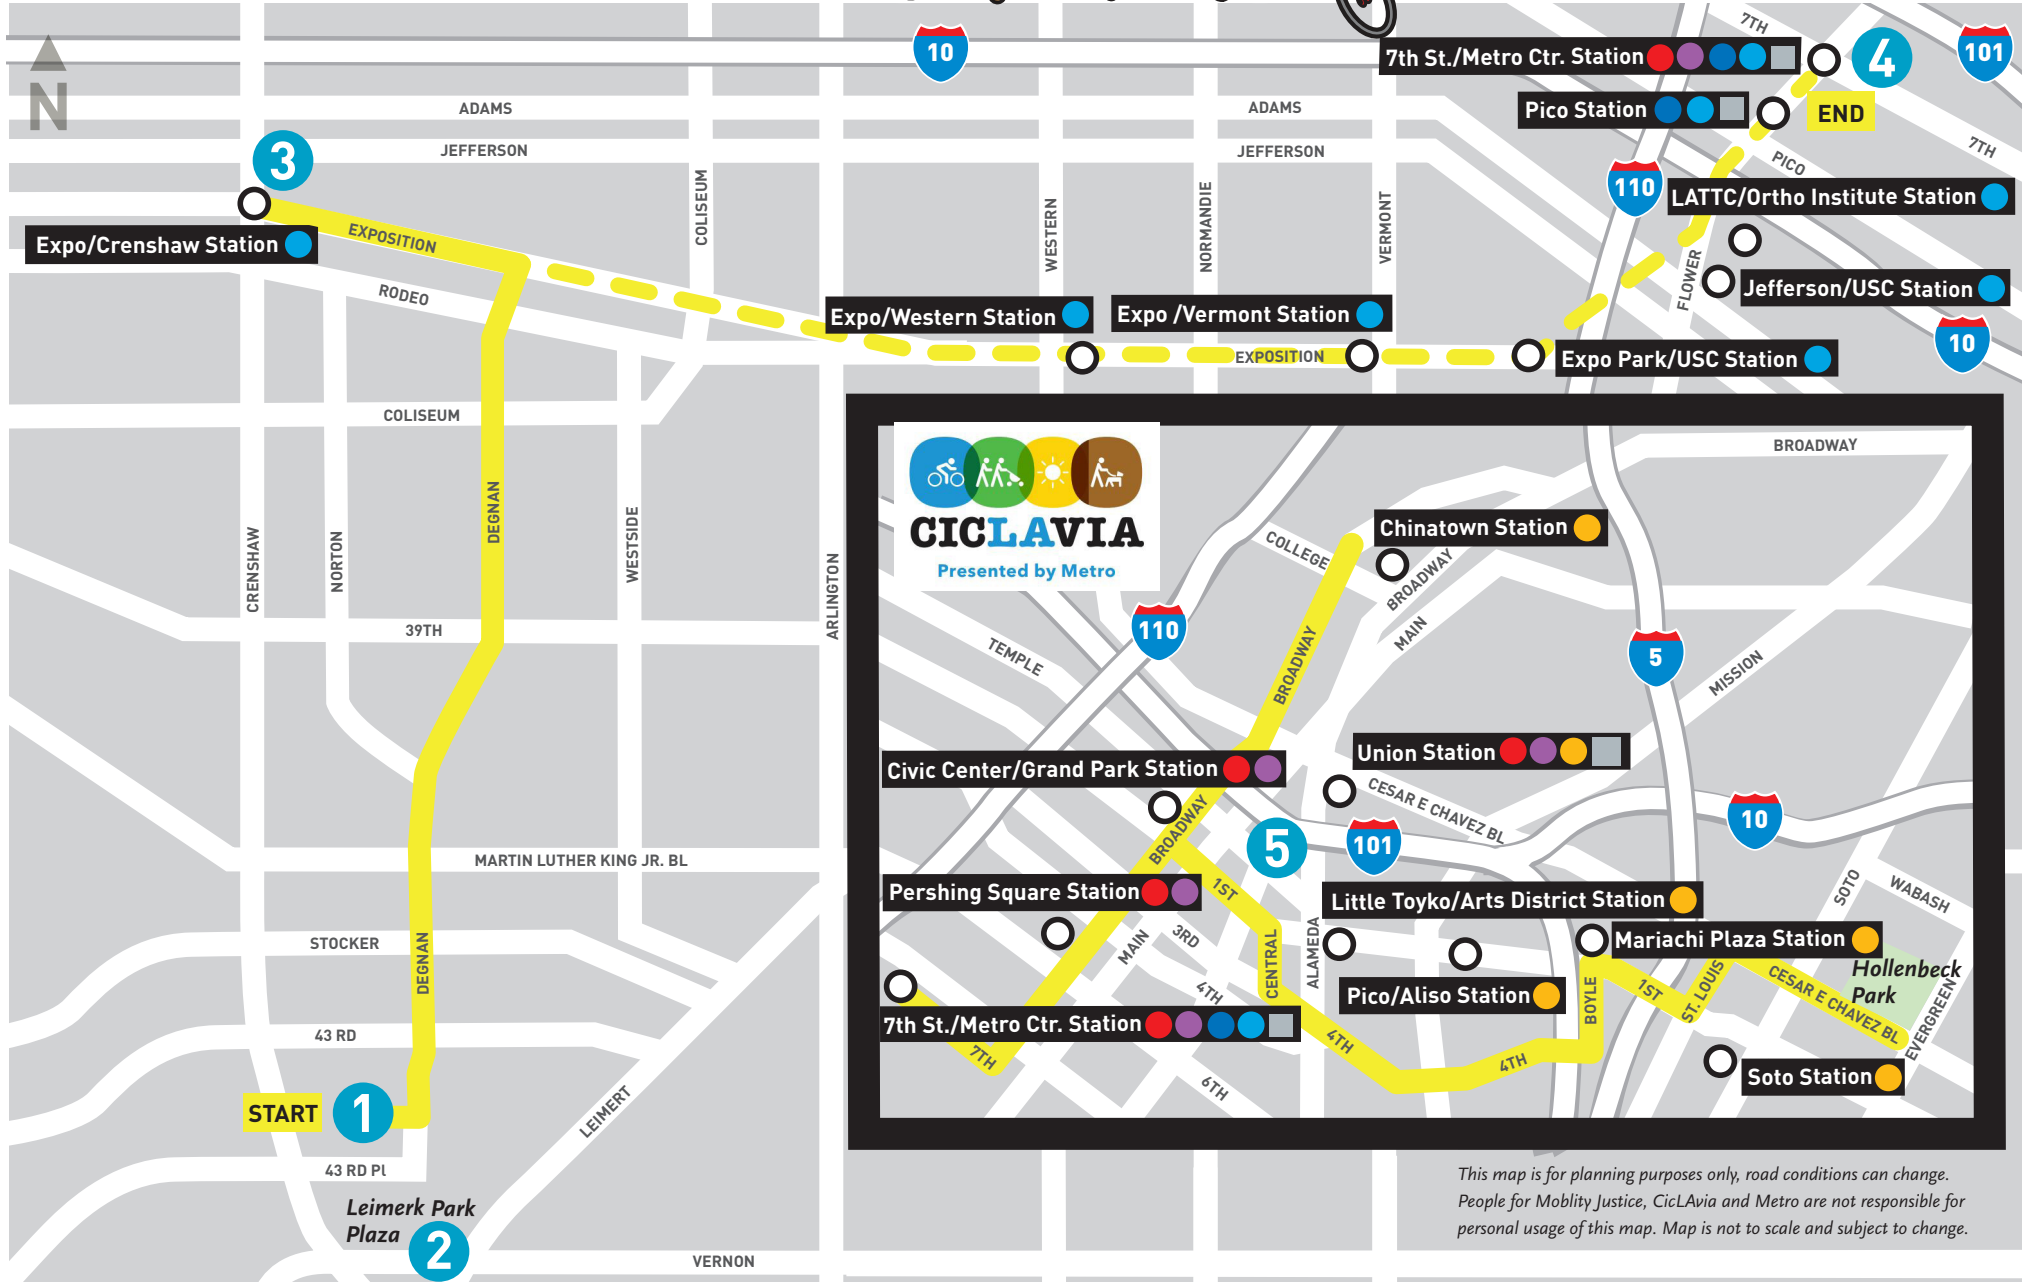 7TH
10
101
7th St./Metro Ctr. Station
4
N
ADAMS
ADAMS
Pico Station
END
3
JEFFERSON
JEFFERSON
PICO
7TH
110
LATTC/Ortho Institute Station
COLISEUM
WESTERN
NORMANDIE
VERMONT
EXPOSITION
Expo/Crenshaw Station
FLOWER
Jefferson/USC Station
RODEO
Expo/Western Station
Expo /Vermont Station
10
EXPOSITION
Expo Park/USC Station
COLISEUM
DEGNAN
CRENSHAW
NORTON
WESTSIDE
ARLINGTON
39TH
MARTIN LUTHER KING JR. BL
STOCKER
DEGNAN
43 RD
START
1
LEIMERT
43 RD Pl
Leimerk Park
Plaza
2
VERNON
CICLAVIA
Presented by Metro
BROADWAY
COLLEGE
Chinatown Station
BROADWAY
MAIN
110
TEMPLE
BROADWAY
5
MISSION
Union Station
Civic Center/Grand Park Station
CESAR E CHAVEZ BL
BROADWAY
5
101
10
Pershing Square Station
1ST
Little Toyko/Arts District Station
SOTO
WABASH
MAIN
3RD
CENTRAL
ALAMEDA
Mariachi Plaza Station
Hollenbeck
Park
4TH
Pico/Aliso Station
BOYLE
1ST
ST. LOUIS
CESAR E CHAVEZ BL
EVERGREEN
7th St./Metro Ctr. Station
7TH
4TH
4TH
6TH
Soto Station
This map is for planning purposes only, road conditions can change.
People for Moblity Justice, CicLAvia and Metro are not responsible for
personal usage of this map. Map is not to scale and subject to change.